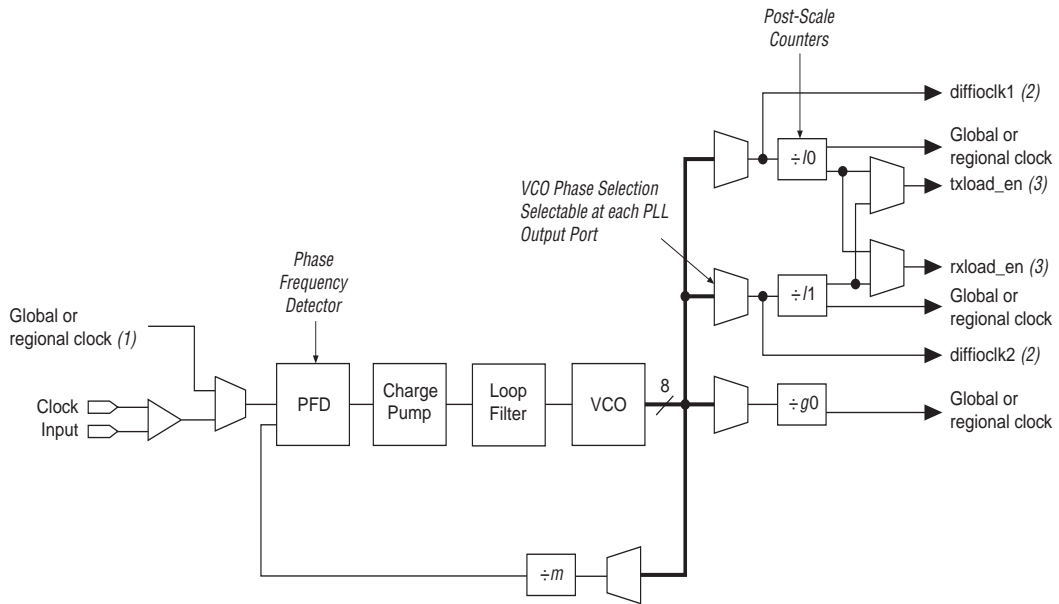 Post-Scale
Counters
diffioclk1 (2)
÷l0
Global or
regional clock
txload_en (3)
VCO Phase Selection
Selectable at each PLL
Output Port
rxload_en (3)
÷l1
Global or
regional clock
diffioclk2 (2)
Phase
Frequency
Detector
Global or
regional clock (1)
Clock
Input
PFD
Charge
Pump
Loop
Filter
VCO
8
÷g0
Global or
regional clock
÷m